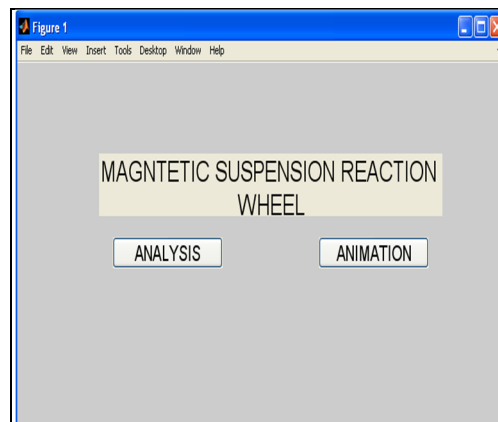 Figure 1
File Edit View Insert Tools Desktop Window Help
MAGNTETIC SUSPENSION REACTION
WHEEL
ANALYSIS ANIMATION